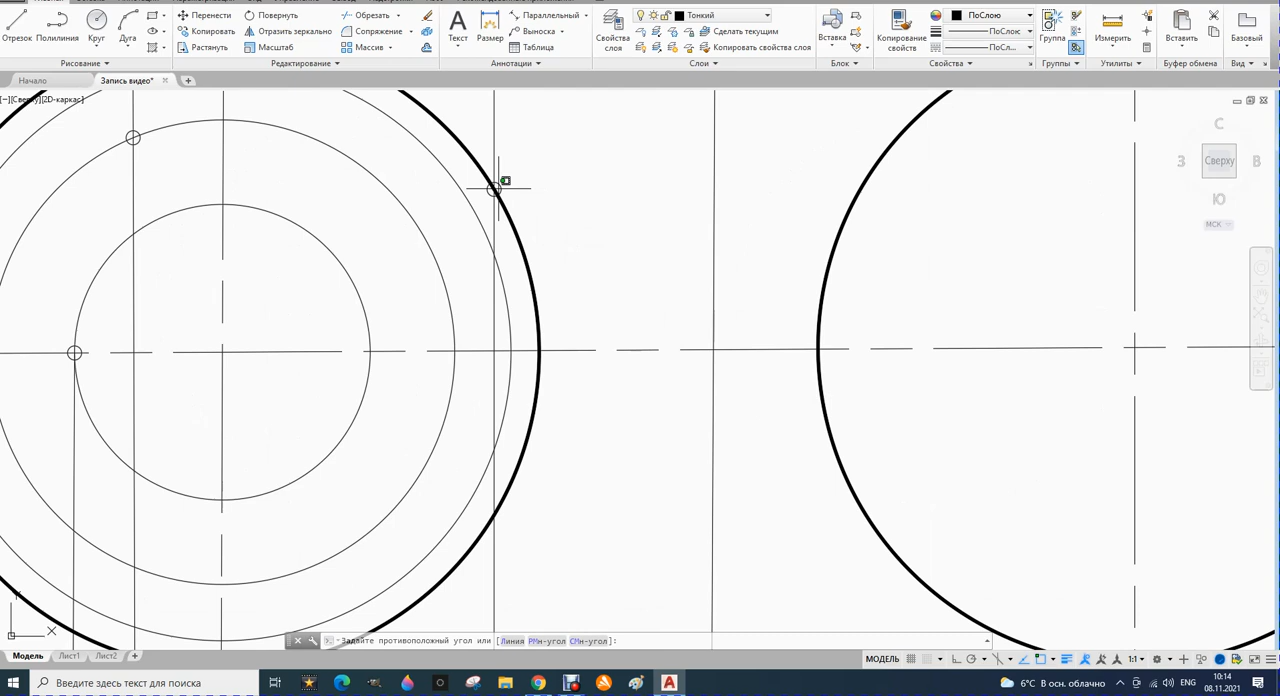 Перенести
Повернуть
Обрезать
Копировать
Отразить зеркально
Сопряжение
Растянуть
Масштаб
Массив
Отрезок Полилиния Круг Дуга
Текст Размер
Параллельный
Выноска
Таблица
Свойства слоя
Тонкий
Сделать текущим
Копировать свойства слоя
Вставка
Копирование свойств
ПоСлою
ПоСлою
ПоСл...
Группа
Измерить
Вставить
Базовый
Рисование
Редактирование
Аннотации
Слои
Блок
Свойства
Группы
Утилиты
Буфер обмена
Вид
Начало
Запись видео*
[−][Сверху][2D-каркас]
С
З Сверху В
Ю
МСК
X
Задайте противоположный угол или [Линия РМн-угол СМн-угол]:
Модель Лист1 Лист2 +
МОДЕЛЬ
1:1
Введите здесь текст для поиска
6°C В осн. облачно
ENG
10:14
08.11.2021